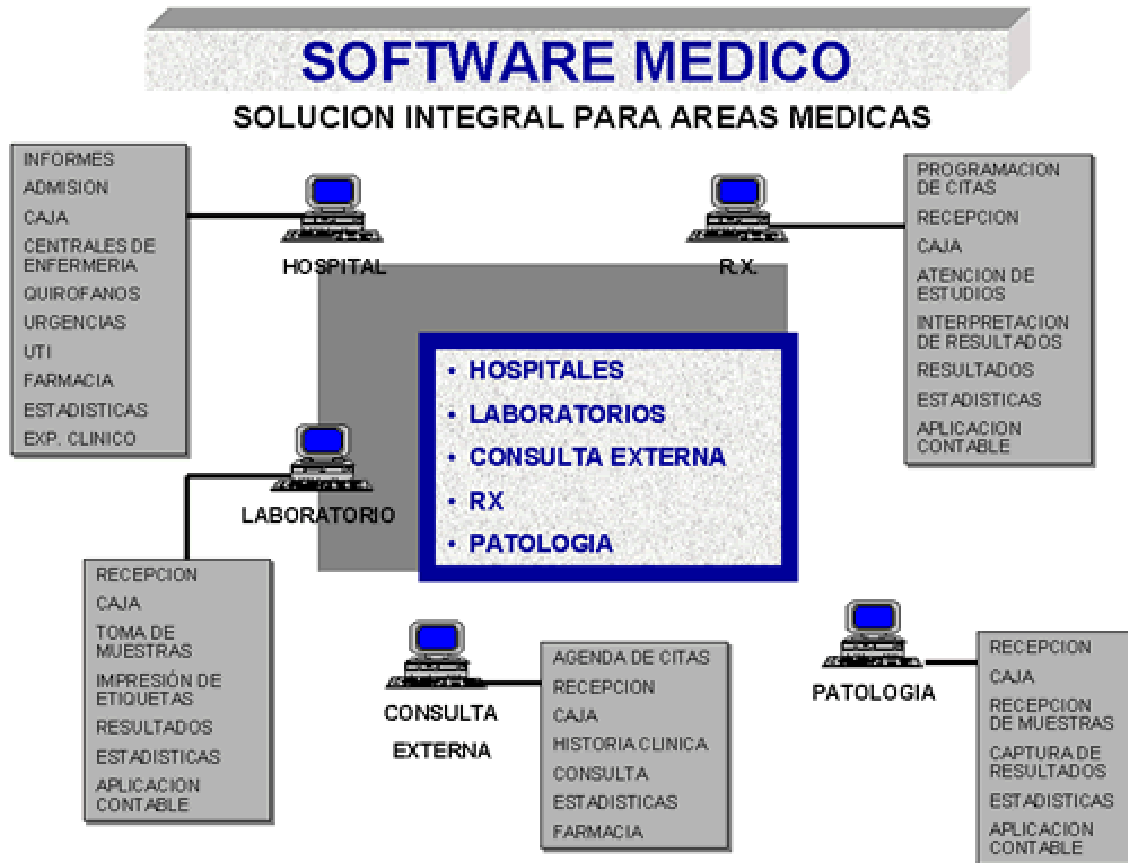 SOFTWARE MEDICO
SOLUCION INTEGRAL PARA AREAS MEDICAS
INFORMES
ADMISION
CAJA
CENTRALES DE
ENFERMERIA
QUIROFANOS
URGENCIAS
UTI
FARMACIA
ESTADISTICAS
EXP. CLINICO
HOSPITAL
R.X.
PROGRAMACION
DE CITAS
RECEPCION
CAJA
ATENCION DE
ESTUDIOS
INTERPRETACION
DE RESULTADOS
RESULTADOS
ESTADISTICAS
APLICACION
CONTABLE
• HOSPITALES
• LABORATORIOS
• CONSULTA EXTERNA
• RX
• PATOLOGIA
LABORATORIO
RECEPCION
CAJA
TOMA DE
MUESTRAS
IMPRESIÓN DE
ETIQUETAS
RESULTADOS
ESTADISTICAS
APLICACION
CONTABLE
CONSULTA
EXTERNA
AGENDA DE CITAS
RECEPCION
CAJA
HISTORIA CLINICA
CONSULTA
ESTADISTICAS
FARMACIA
PATOLOGIA
RECEPCION
CAJA
RECEPCION
DE MUESTRAS
CAPTURA DE
RESULTADOS
ESTADISTICAS
APLICACION
CONTABLE